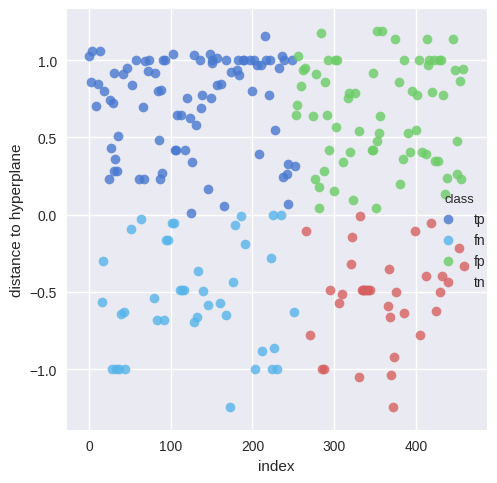 1.0
0.5
0.0
−0.5
−1.0
distance to hyperplane
0
100
200
300
400
index
class
tp
fn
fp
tn